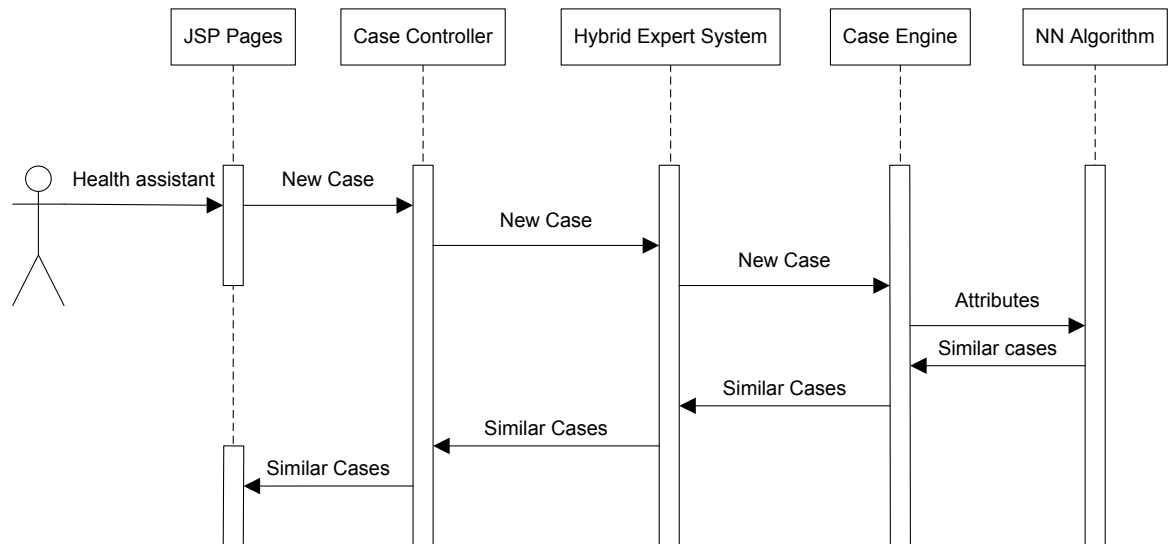 JSP Pages
Case Controller
Hybrid Expert System
Case Engine
NN Algorithm
Health assistant
New Case
New Case
New Case
Attributes
Similar cases
Similar Cases
Similar Cases
Similar Cases